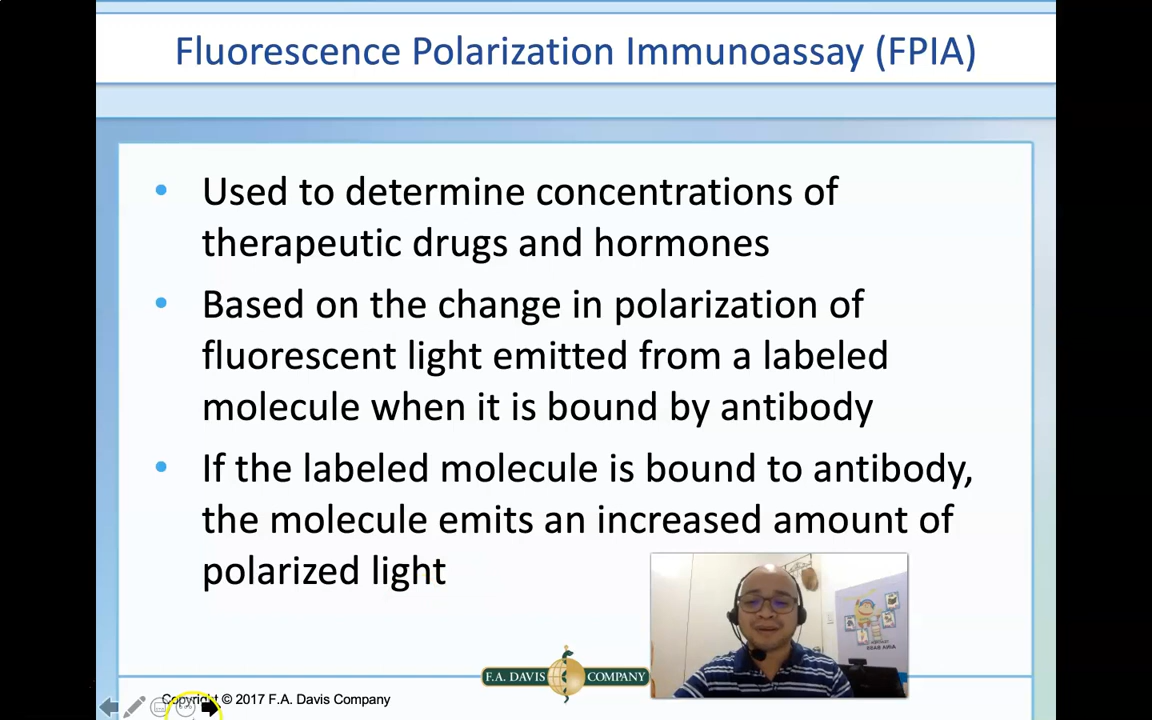 Fluorescence Polarization Immunoassay (FPIA)
• Used to determine concentrations of
therapeutic drugs and hormones
• Based on the change in polarization of
fluorescent light emitted from a labeled
molecule when it is bound by antibody
• If the labeled molecule is bound to antibody,
the molecule emits an increased amount of
polarized light
F.A. DAVIS COMPANY
Copyright © 2017 F.A. Davis Company